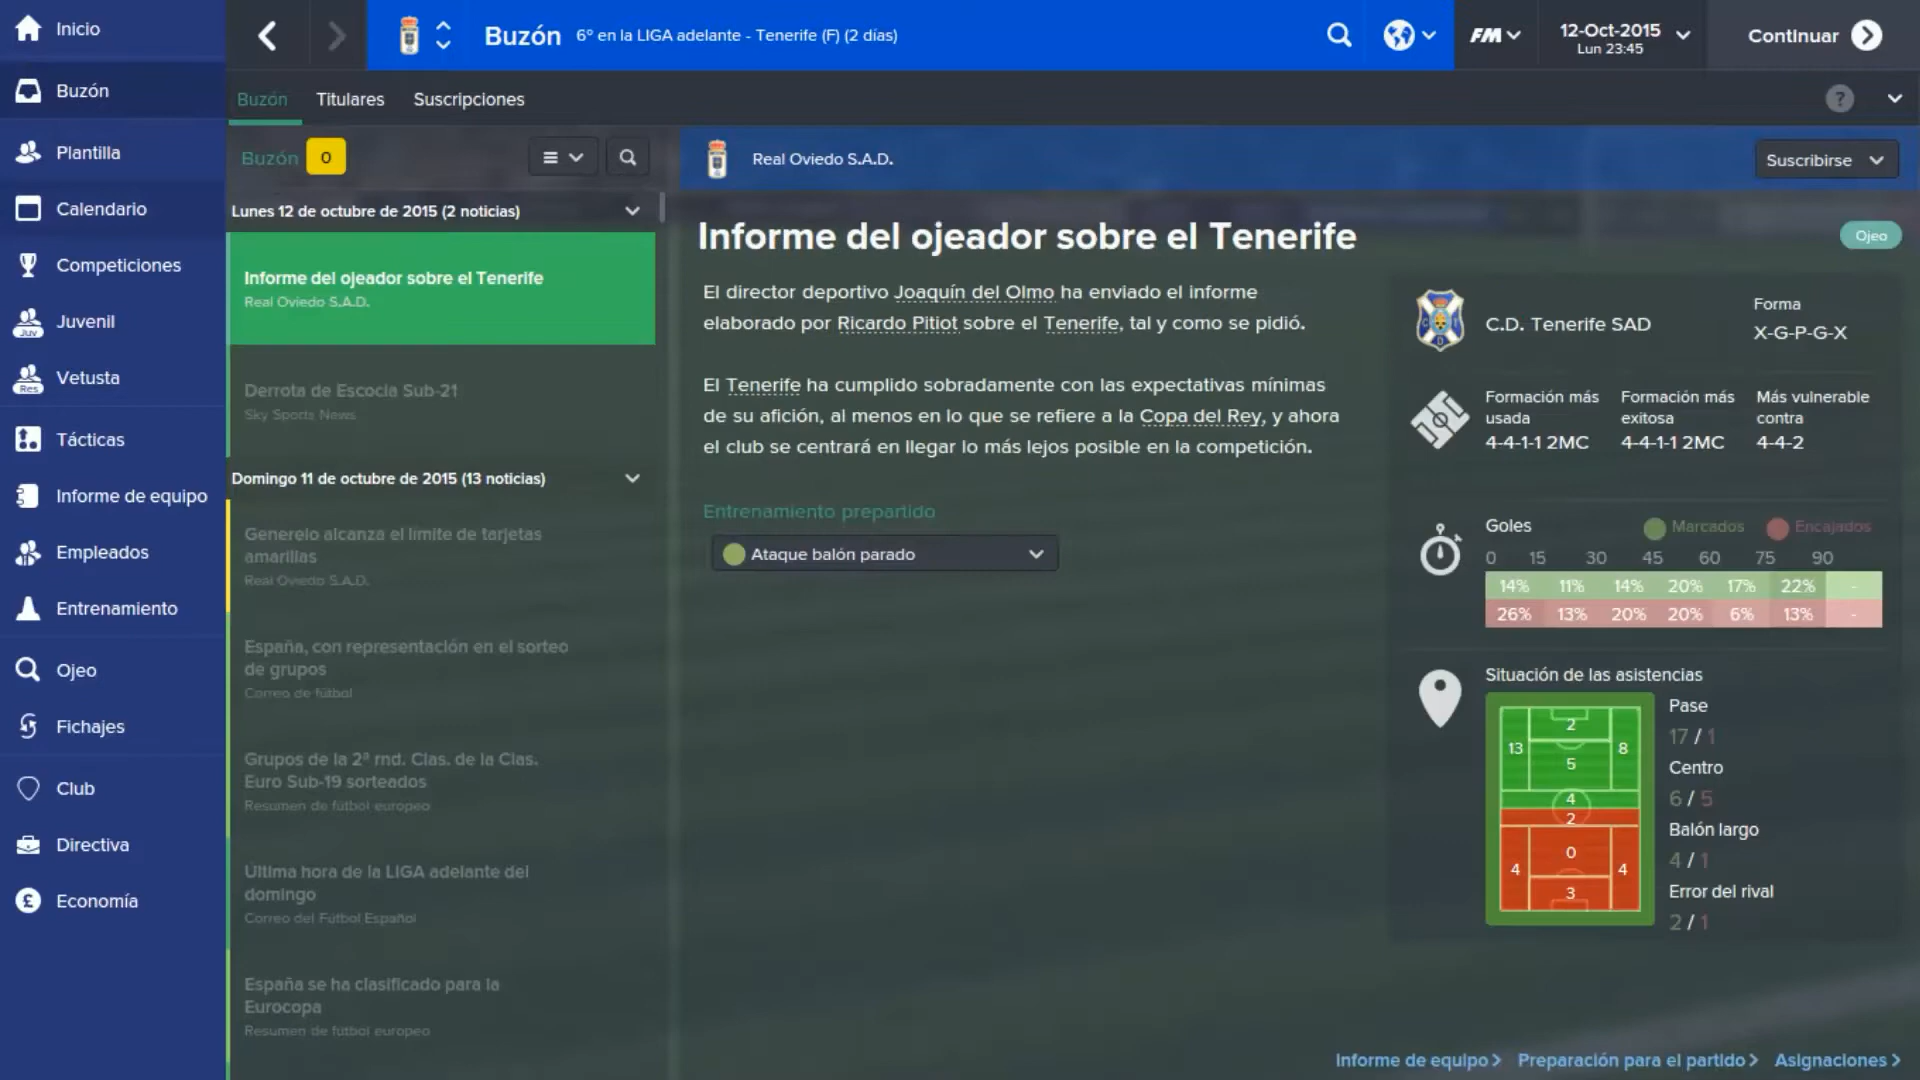 Inicio
Buzón
Plantilla
Calendario
Competiciones
Juv
Juvenil
Res
Vetusta
Tácticas
Informe de equipo
Empleados
Entrenamiento
Ojeo
Fichajes
Club
Directiva
Economía
Buzón 6º en la LIGA adelante - Tenerife (F) (2 días)
FM
12-Oct-2015
Lun 23:45
Continuar
Buzón Titulares Suscripciones
?
Buzón 0
Lunes 12 de octubre de 2015 (2 noticias)
Informe del ojeador sobre el Tenerife
Real Oviedo S.A.D.
Derrota de Escocia Sub-21
Sky Sports News
Domingo 11 de octubre de 2015 (13 noticias)
Generelo alcanza el límite de tarjetas
amarillas
Real Oviedo S.A.D.
España, con representación en el sorteo
de grupos
Correo de fútbol
Grupos de la 2ª rnd. Clas. de la Clas.
Euro Sub-19 sorteados
Resumen de fútbol europeo
Última hora de la LIGA adelante del
domingo
Correo del Fútbol Español
España se ha clasificado para la
Eurocopa
Resumen de fútbol europeo
Real Oviedo S.A.D.
Suscribirse
Informe del ojeador sobre el Tenerife
Ojeo
El director deportivo Joaquín del Olmo ha enviado el informe
elaborado por Ricardo Pitiot sobre el Tenerife, tal y como se pidió.
El Tenerife ha cumplido sobradamente con las expectativas mínimas
de su afición, al menos en lo que se refiere a la Copa del Rey, y ahora
el club se centrará en llegar lo más lejos posible en la competición.
Entrenamiento prepartido
Ataque balón parado
C.D. Tenerife SAD
Forma
X-G-P-G-X
Formación más
usada
4-4-1-1 2MC
Formación más
exitosa
4-4-1-1 2MC
Más vulnerable
contra
4-4-2
Goles Marcados Encajados
0 15 30 45 60 75 90
14% 11% 14% 20% 17% 22% -
26% 13% 20% 20% 6% 13% -
Situación de las asistencias
2
13 8
5
4
2
0
4 4
3
Pase
17 / 1
Centro
6 / 5
Balón largo
4 / 1
Error del rival
2 / 1
Informe de equipo Preparación para el partido Asignaciones